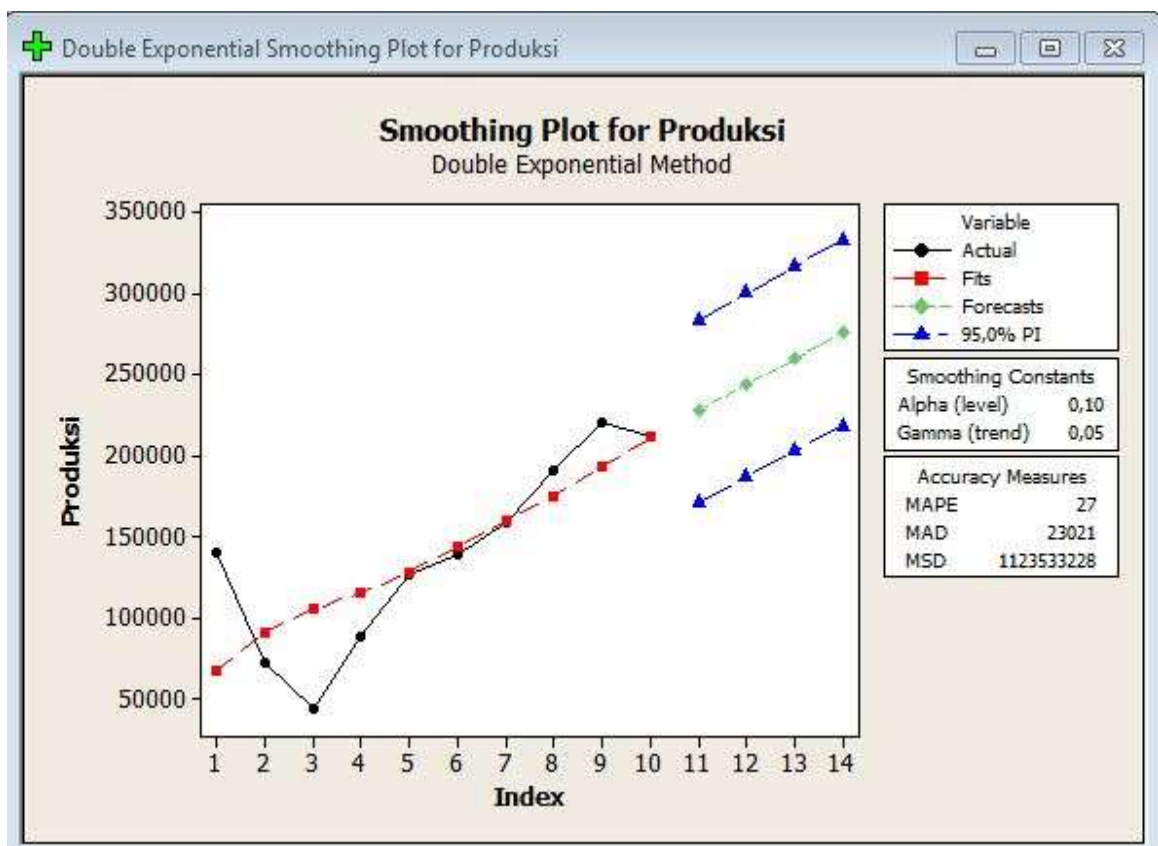 Double Exponential Smoothing Plot for Produksi
Smoothing Plot for Produksi
Double Exponential Method
350000
300000
250000
200000
150000
100000
50000
Produksi
1 2 3 4 5 6 7 8 9 10 11 12 13 14
Index
Variable
Actual
Fits
Forecasts
95,0% PI
Smoothing Constants
Alpha (level) 0,10
Gamma (trend) 0,05
Accuracy Measures
MAPE 27
MAD 23021
MSD 1123533228